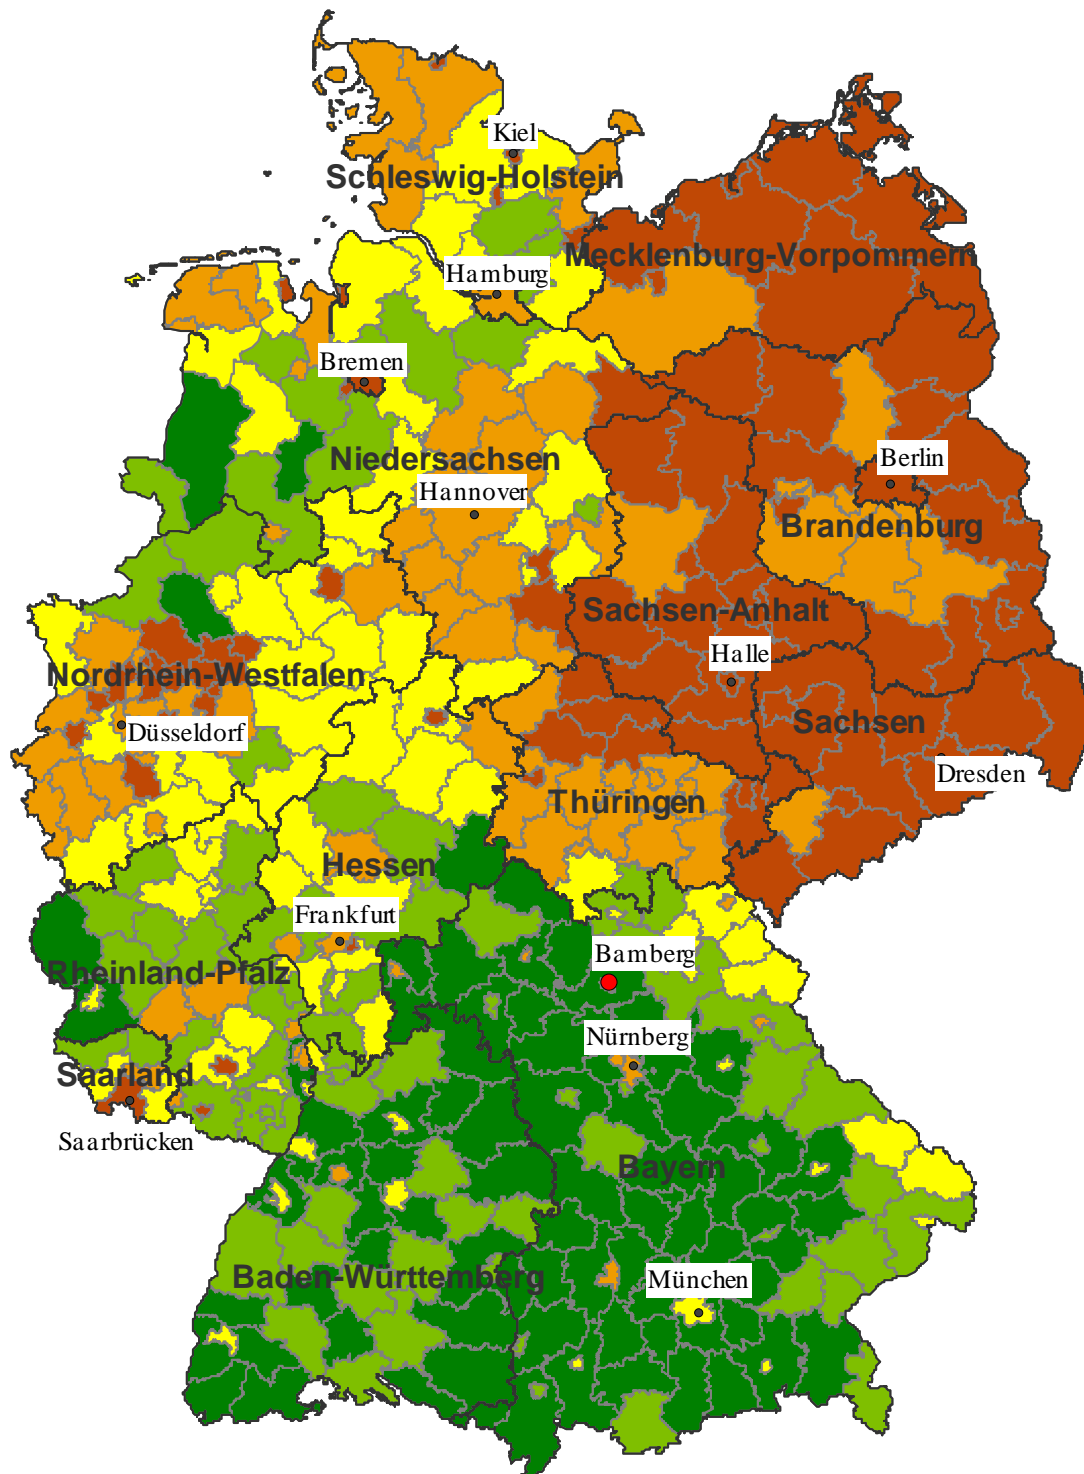 Kiel
Schleswig-Holstein
Mecklenburg-Vorpommern
Hamburg
Bremen
Niedersachsen
Berlin
Hannover
Brandenburg
Sachsen-Anhalt
Halle
Nordrhein-Westfalen
Sachsen
Düsseldorf
Dresden
Thüringen
Hessen
Frankfurt
Bamberg
Rheinland-Pfalz
Nürnberg
Saarland
Saarbrücken
Bayern
Baden-Württemberg
München